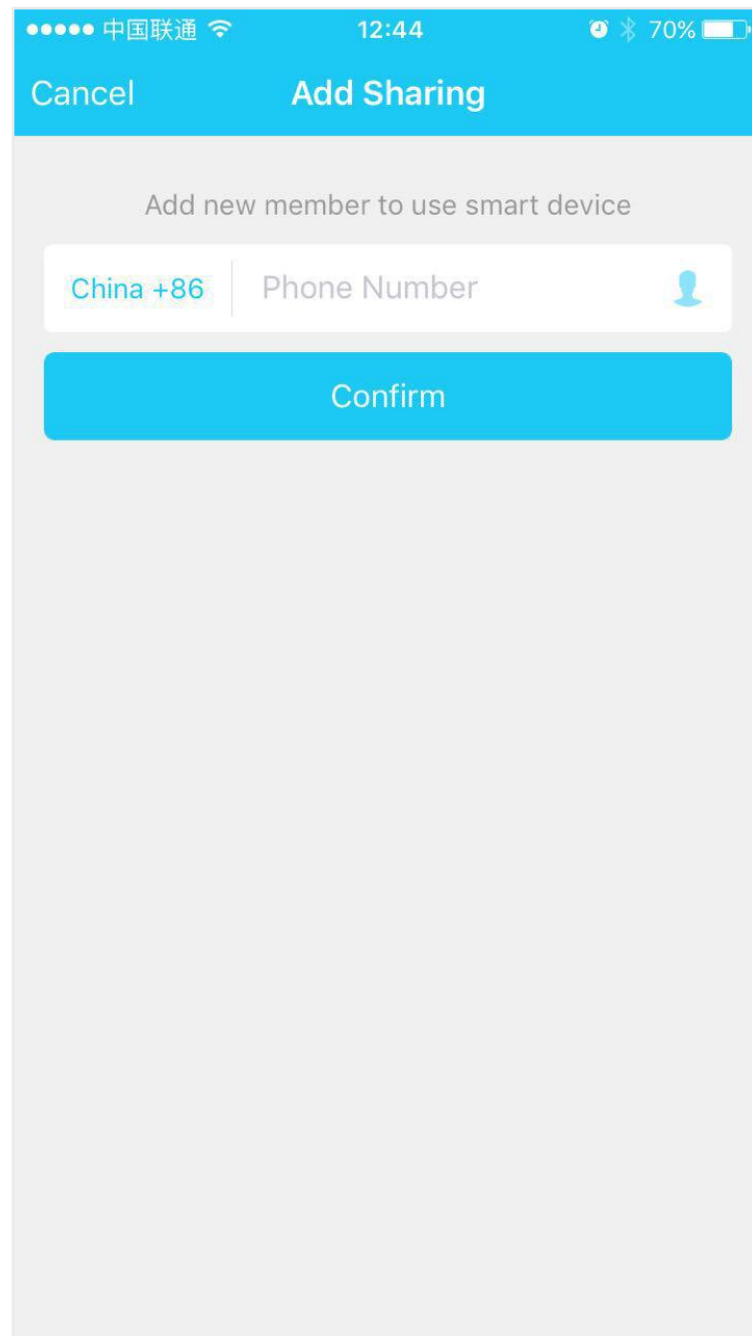 中国联通 12:44 70%
Cancel Add Sharing
Add new member to use smart device
China +86 Phone Number
Confirm